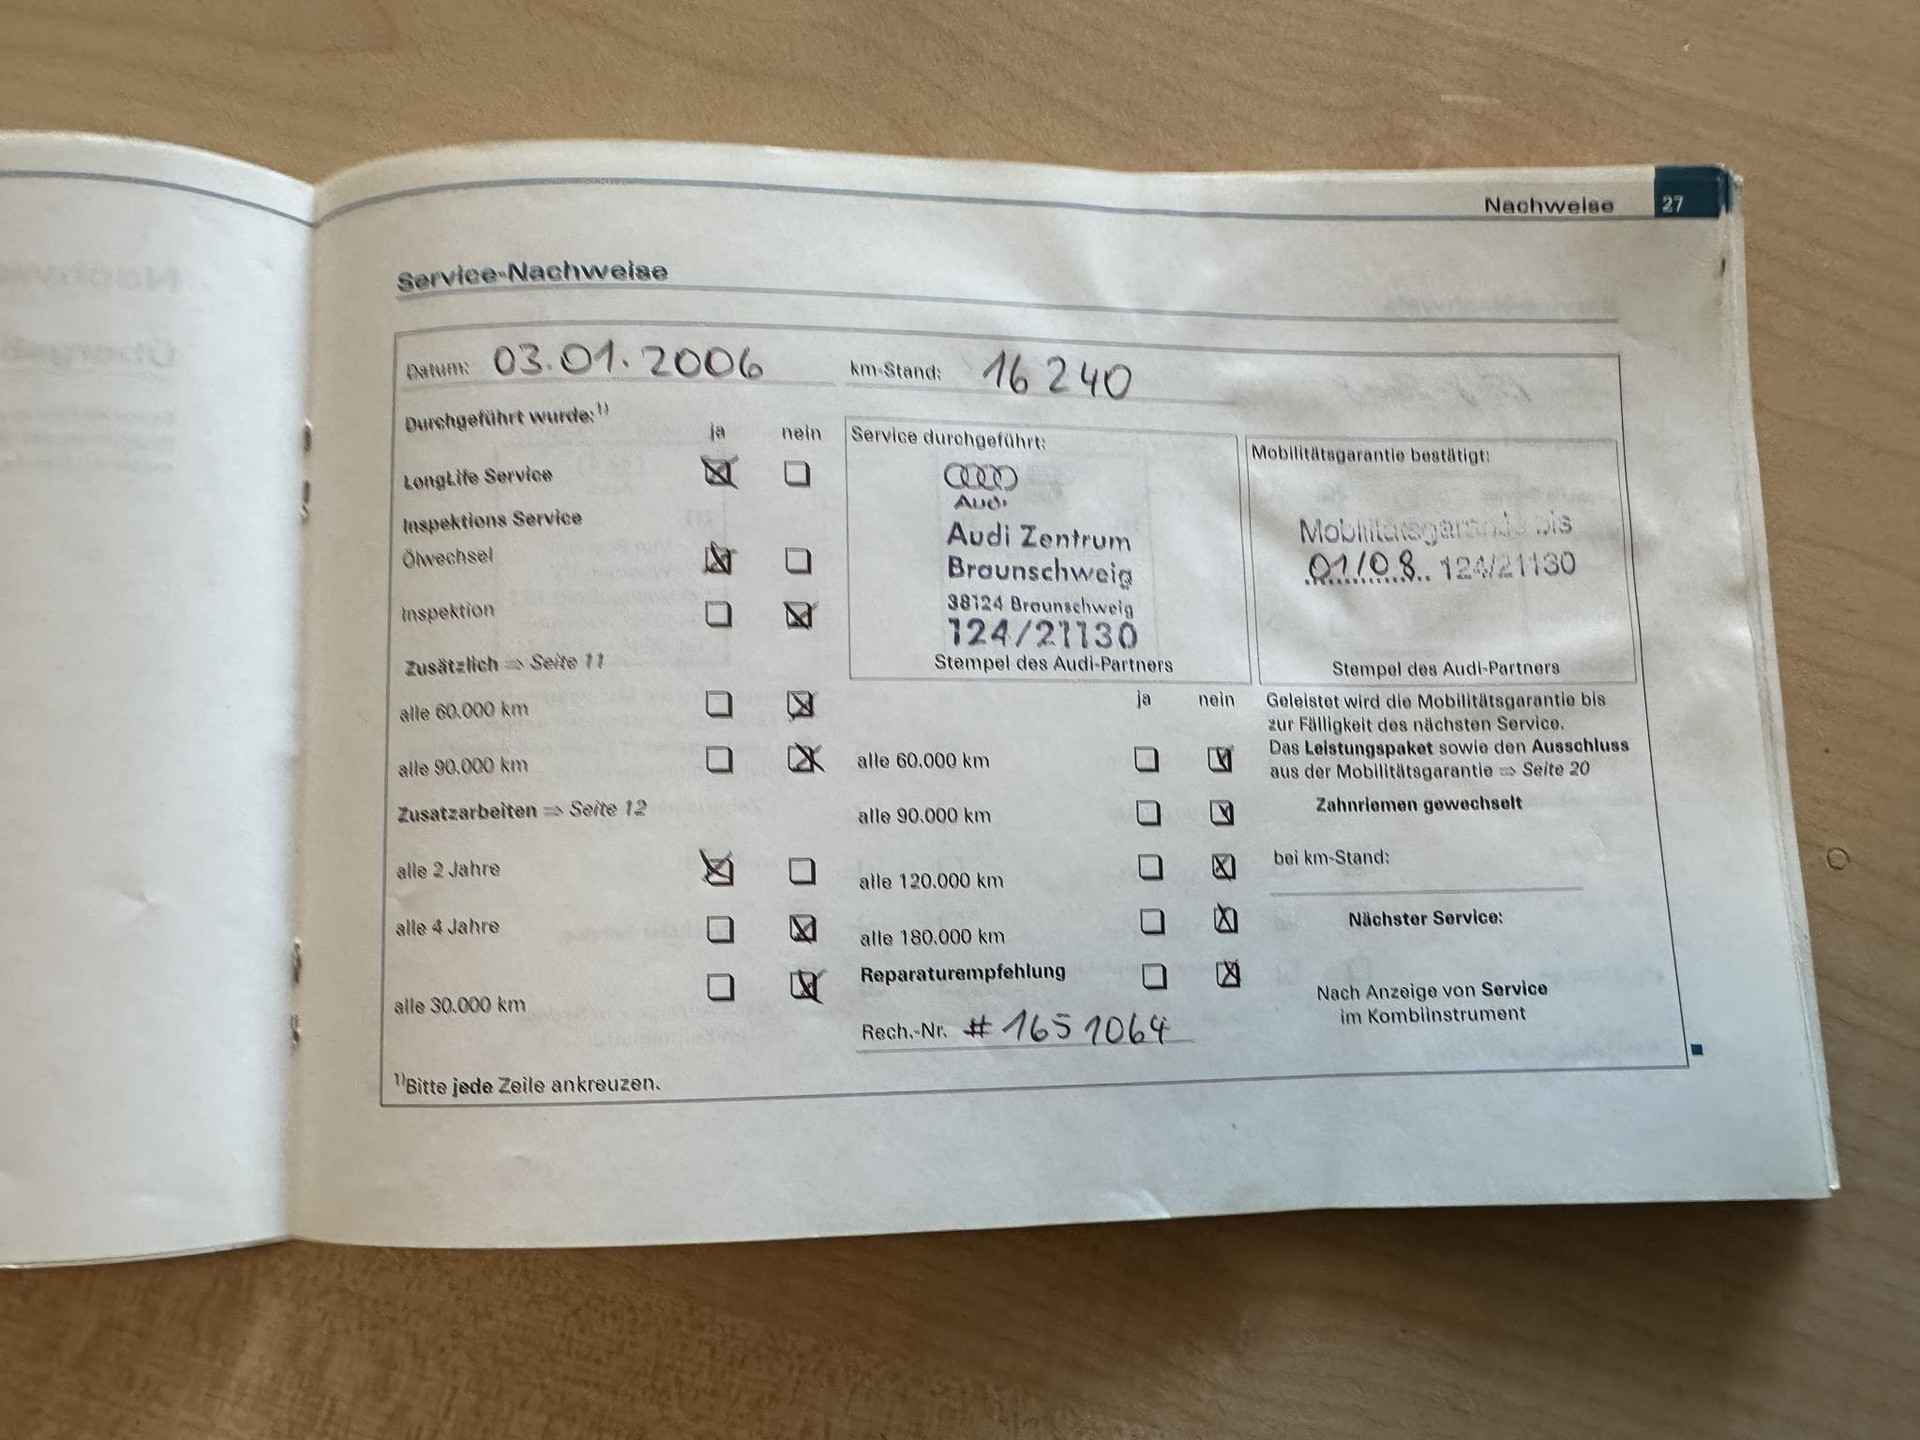 Nachweise 27
Service-Nachweise
Datum: 03.01.2006 km-Stand: 16 240
Durchgeführt wurde:1)
ja nein
LongLife Service
Inspektions Service
Ölwechsel
Inspektion
Zusätzlich ⇒ Seite 11
alle 60.000 km
alle 90.000 km
Zusatzarbeiten ⇒ Seite 12
alle 2 Jahre
alle 4 Jahre
alle 30.000 km
Service durchgeführt:
Audi
Audi Zentrum
Braunschweig
38124 Braunschweig
124/21130
Stempel des Audi-Partners
ja nein
alle 60.000 km
alle 90.000 km
alle 120.000 km
alle 180.000 km
Reparaturempfehlung
Rech.-Nr. # 1651064
Mobilitätsgarantie bestätigt:
Mobilitätsgarantie bis
01/08 124/21130
Stempel des Audi-Partners
Geleistet wird die Mobilitätsgarantie bis
zur Fälligkeit des nächsten Service.
Das Leistungspaket sowie den Ausschluss
aus der Mobilitätsgarantie ⇒ Seite 20
Zahnriemen gewechselt
bei km-Stand:
Nächster Service:
Nach Anzeige von Service
im Kombiinstrument
1)Bitte jede Zeile ankreuzen.